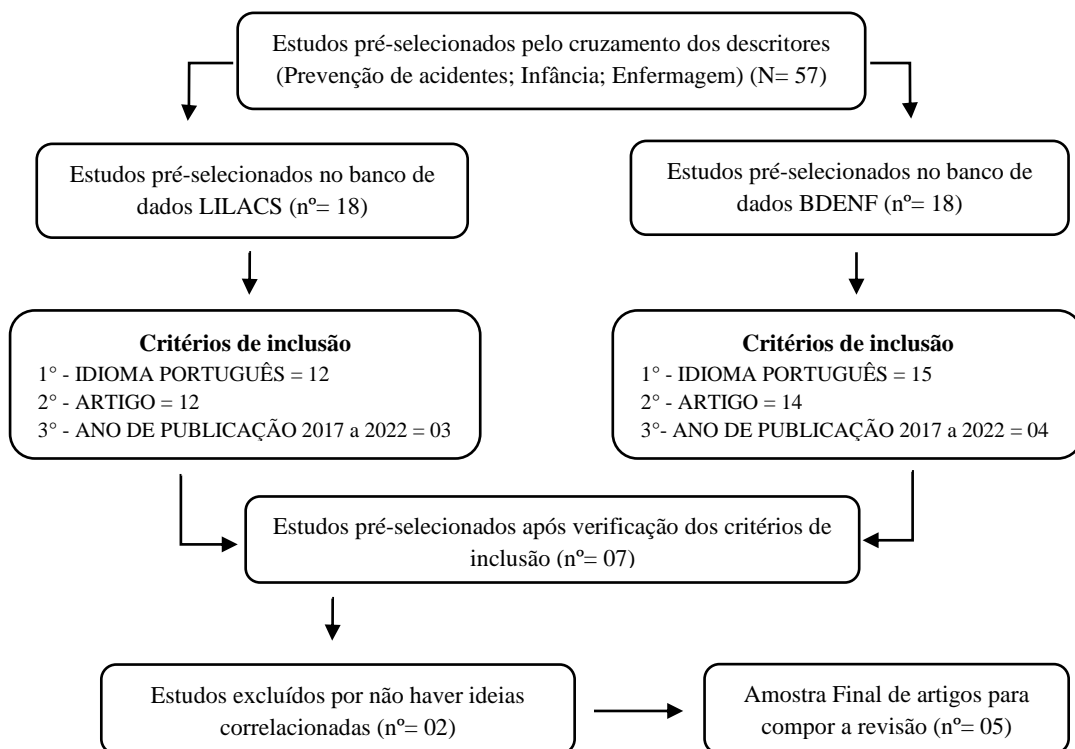 Estudos pré-selecionados pelo cruzamento dos descritores
(Prevenção de acidentes; Infância; Enfermagem) (N= 57)
Estudos pré-selecionados no banco de
dados LILACS (nº= 18)
Estudos pré-selecionados no banco de
dados BDENF (nº= 18)
Critérios de inclusão
1° - IDIOMA PORTUGUÊS = 12
2° - ARTIGO = 12
3° - ANO DE PUBLICAÇÃO 2017 a 2022 = 03
Critérios de inclusão
1° - IDIOMA PORTUGUÊS = 15
2° - ARTIGO = 14
3°- ANO DE PUBLICAÇÃO 2017 a 2022 = 04
Estudos pré-selecionados após verificação dos critérios de
inclusão (nº= 07)
Estudos excluídos por não haver ideias
correlacionadas (nº= 02)
Amostra Final de artigos para
compor a revisão (nº= 05)